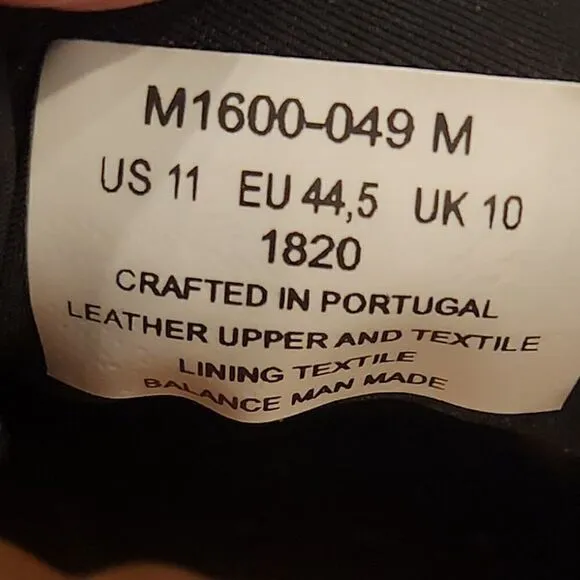 M1600-049 M
US 11 EU 44,5 UK 10
1820
CRAFTED IN PORTUGAL
LEATHER UPPER AND TEXTILE
LINING TEXTILE
BALANCE MAN MADE